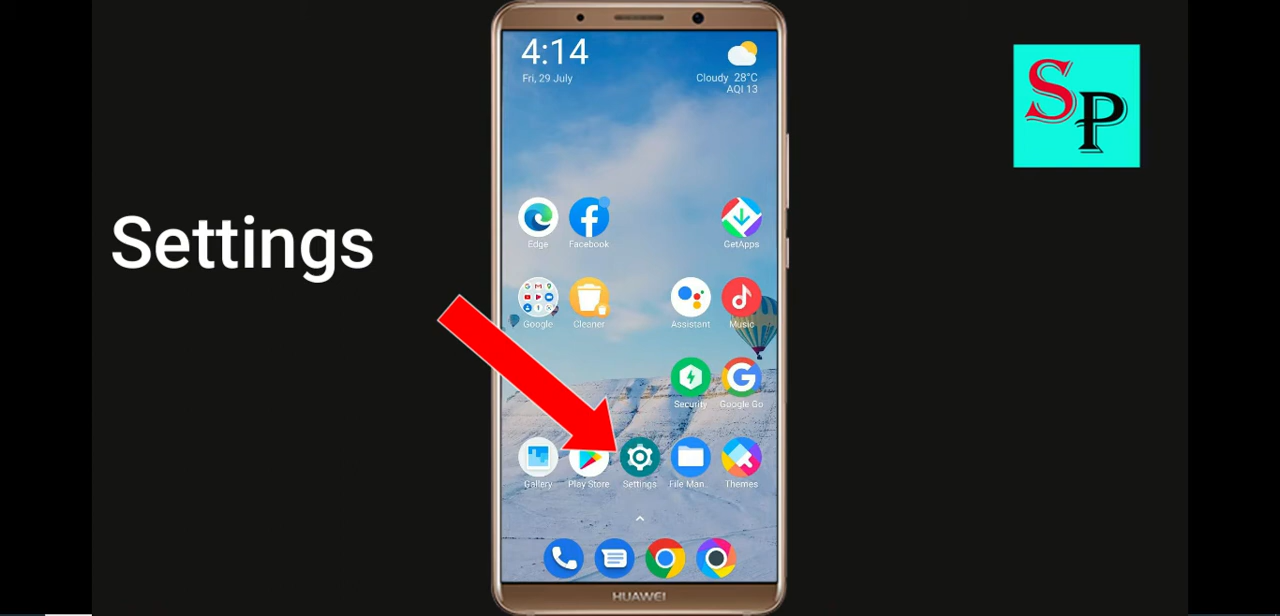 4:14
Fri, 29 July
Cloudy 28°C
AQI 13
SP
Settings
Edge
Facebook
GetApps
Google
Cleaner
Assistant
Music
Security
Google Go
Gallery
Play Store
Settings
File Man..
Themes
HUAWEI